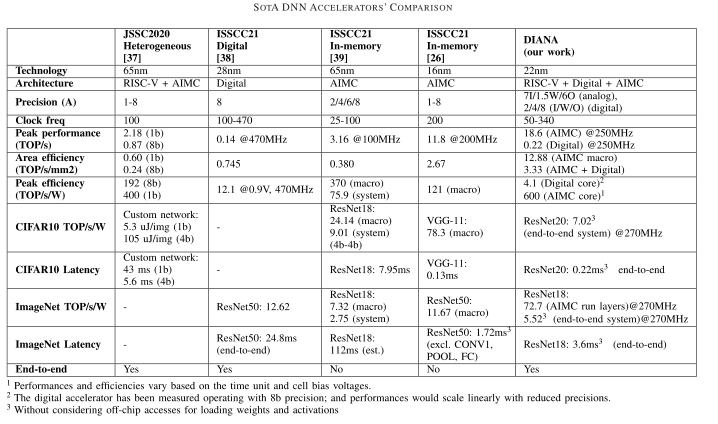 SOTA DNN ACCELERATORS' COMPARISON
JSSC2020 Heterogeneous [37] | ISSCC21 Digital [38] | ISSCC21 In-memory [39] | ISSCC21 In-memory [26] | DIANA (our work)
Technology | 65nm | 28nm | 65nm | 16nm | 22nm
Architecture | RISC-V + AIMC | Digital | AIMC | AIMC | RISC-V + Digital + AIMC
Precision (A) | 1-8 | 8 | 2/4/6/8 | 1-8 | 7I/1.5W/6O (analog), 2/4/8 (I/W/O) (digital)
Clock freq | 100 | 100-470 | 25-100 | 200 | 50-340
Peak performance (TOP/s) | 2.18 (1b) 0.87 (8b) | 0.14 @470MHz | 3.16 @100MHz | 11.8 @200MHz | 18.6 (AIMC) @250MHz 0.22 (Digital) @250MHz
Area efficiency (TOP/s/mm2) | 0.60 (1b) 0.24 (8b) | 0.745 | 0.380 | 2.67 | 12.88 (AIMC macro) 3.33 (AIMC + Digital)
Peak efficiency (TOP/s/W) | 192 (8b) 400 (1b) | 12.1 @0.9V, 470MHz | 370 (macro) 75.9 (system) | 121 (macro) | 4.1 (Digital core)2 600 (AIMC core)1
CIFAR10 TOP/s/W | Custom network: 5.3 uJ/img (1b) 105 uJ/img (4b) | - | ResNet18: 24.14 (macro) 9.01 (system) (4b-4b) | VGG-11: 78.3 (macro) | ResNet20: 7.023 (end-to-end system) @270MHz
CIFAR10 Latency | Custom network: 43 ms (1b) 5.6 ms (4b) | - | ResNet18: 7.95ms | VGG-11: 0.13ms | ResNet20: 0.22ms3 end-to-end
ImageNet TOP/s/W | - | ResNet50: 12.62 | ResNet18: 7.32 (macro) 2.75 (system) | ResNet50: 11.67 (macro) | ResNet18: 72.7 (AIMC run layers)@270MHz 5.523 (end-to-end system)@270MHz
ImageNet Latency | - | ResNet50: 24.8ms (end-to-end) | ResNet18: 112ms (est.) | ResNet50: 1.72ms3 (excl. CONV1, POOL, FC) | ResNet18: 3.6ms3 (end-to-end)
End-to-end | Yes | Yes | No | No | Yes
1 Performances and efficiencies vary based on the time unit and cell bias voltages.
2 The digital accelerator has been measured operating with 8b precision; and performances would scale linearly with reduced precisions.
3 Without considering off-chip accesses for loading weights and activations